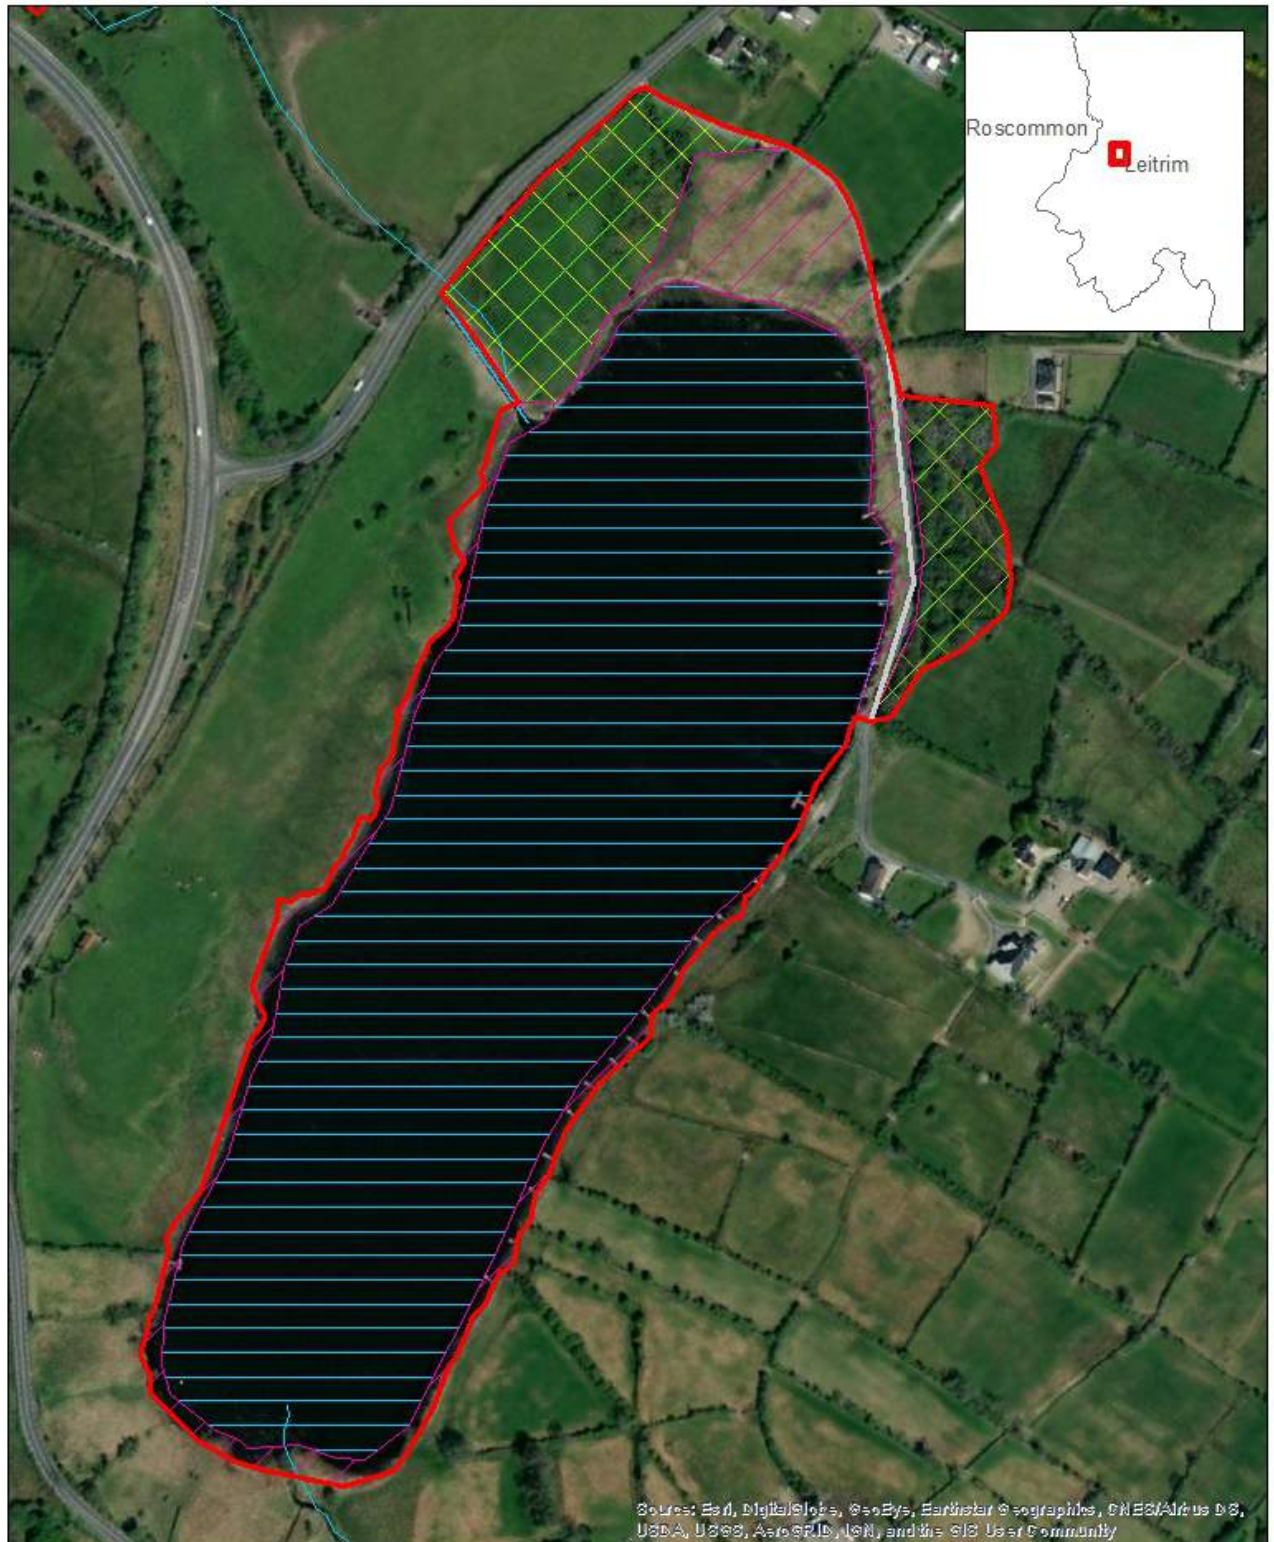 Roscommon
Leitrim
Source: Esri, DigitalGlobe, GeoEye, Earthstar Geographics, CNES/Airbus DS,
USDA, USGS, AeroGRID, IGN, and the GIS User Community